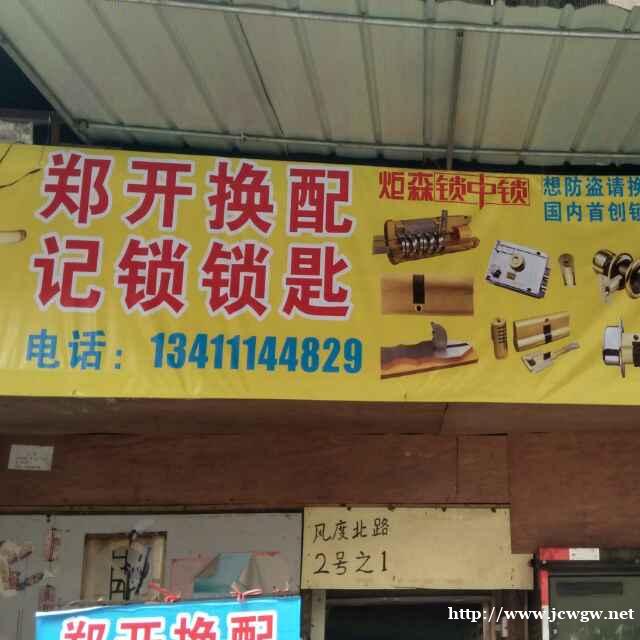 郑开换配
记锁锁匙
电话：13411144829
炬森锁中锁
想防盗请换
国内首创锁
风度北路
2号之1
郑开换配
http://www.jcwgw.net/